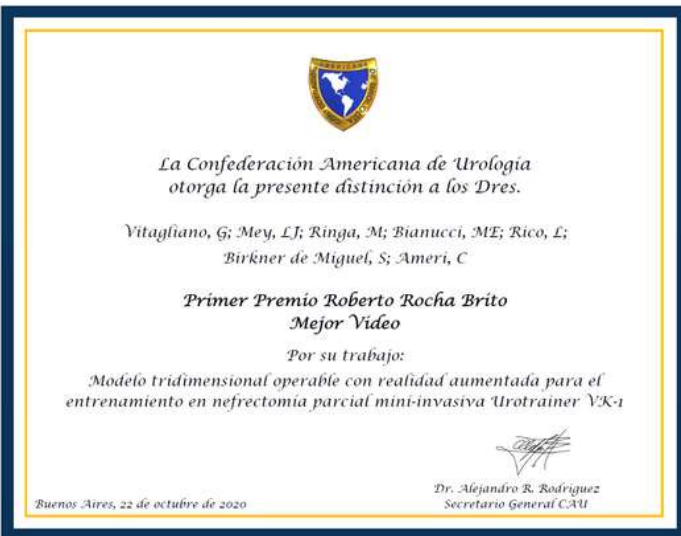 La Confederación Americana de Urología
otorga la presente distinción a los Dres.
Vitagliano, G; Mey, LJ; Ringa, M; Bianucci, ME; Rico, L;
Birkner de Miguel, S; Ameri, C
Primer Premio Roberto Rocha Brito
Mejor Video
Por su trabajo:
Modelo tridimensional operable con realidad aumentada para el
entrenamiento en nefrectomía parcial mini-invasiva Urotrainer VK-1
Dr. Alejandro R. Rodriguez
Secretario General CAU
Buenos Aires, 22 de octubre de 2020